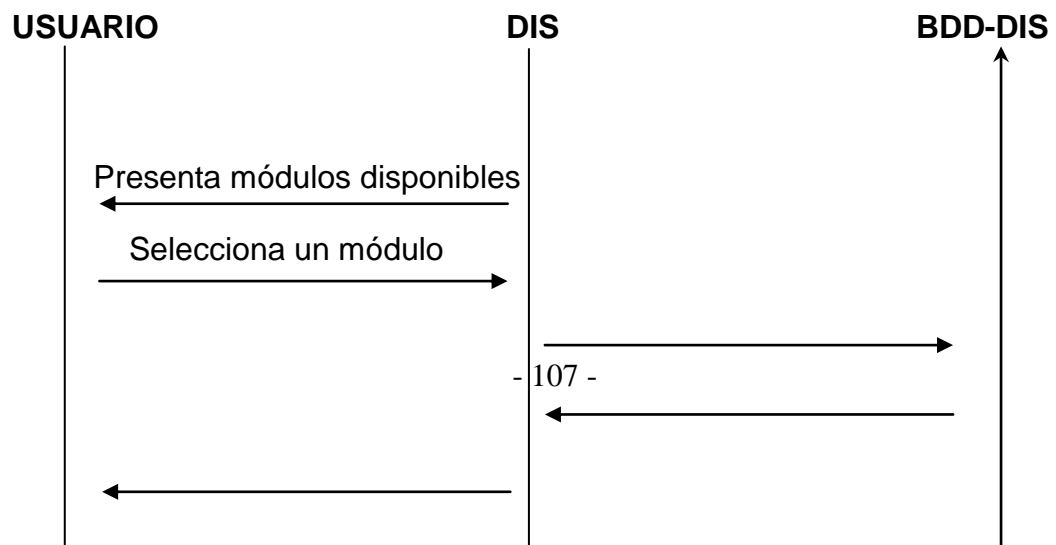 USUARIO DIS BDD-DIS
Presenta módulos disponibles
Selecciona un módulo
- 107 -